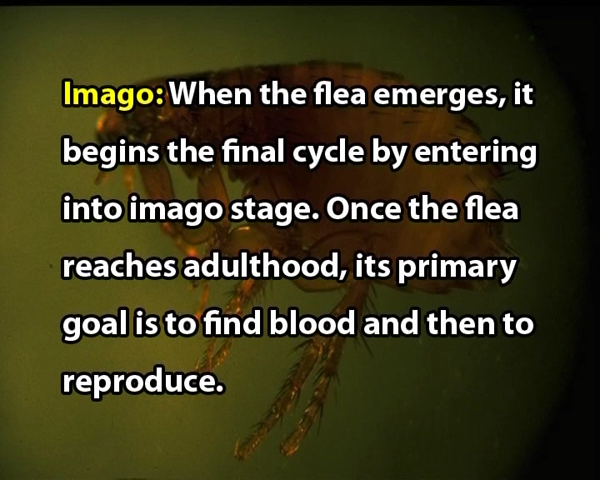 Imago: When the flea emerges, it
begins the final cycle by entering
into imago stage. Once the flea
reaches adulthood, its primary
goal is to find blood and then to
reproduce.